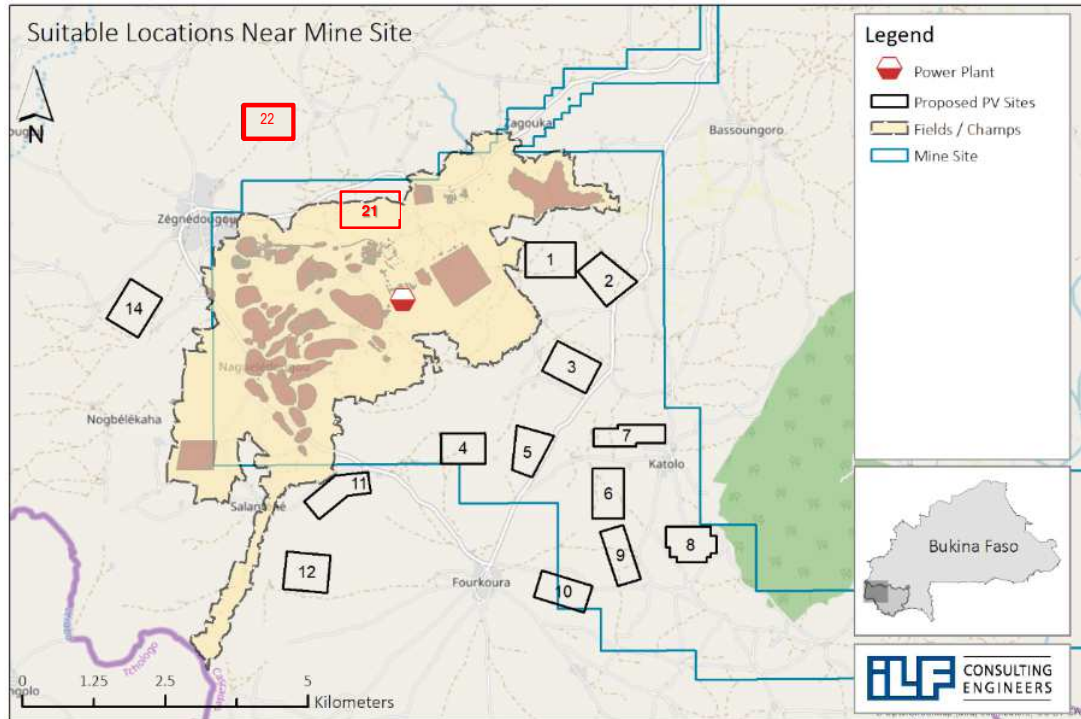 Suitable Locations Near Mine Site
N
22
Zagouka
Bassoungoro
21
Zégnédougou
1
2
14
3
Nogbélékaha
4
5
7
Katolo
11
6
8
9
12
Fourkoura
10
Tchologo
0 1.25 2.5 5
Kilometers
Legend
Power Plant
Proposed PV Sites
Fields / Champs
Mine Site
Bukina Faso
iLF CONSULTING
ENGINEERS